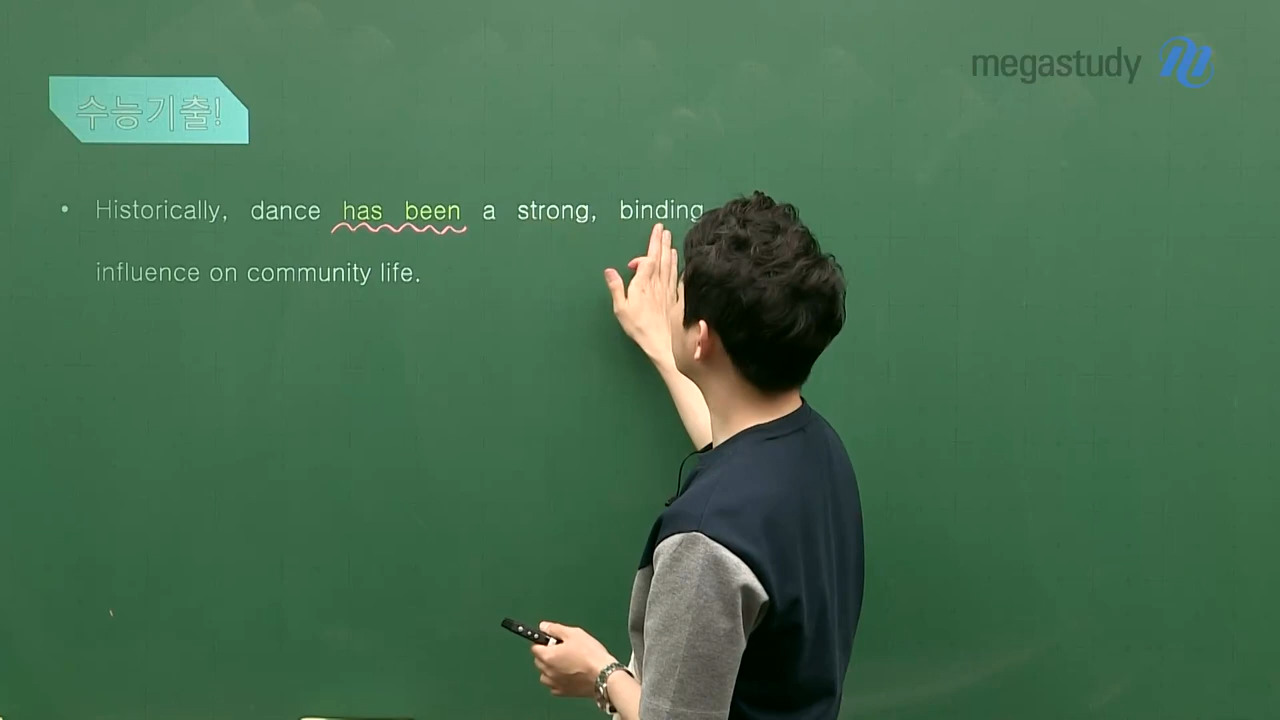 megastudy
수능기출!
• Historically, dance has been a strong, binding
influence on community life.